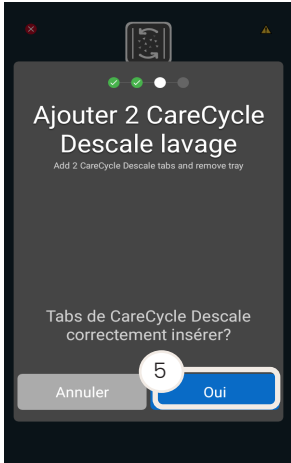 Ajouter 2 CareCycle
Descale lavage
Add 2 CareCycle Descale tabs and remove tray
Tabs de CareCycle Descale
correctement insérer?
5
Annuler
Oui